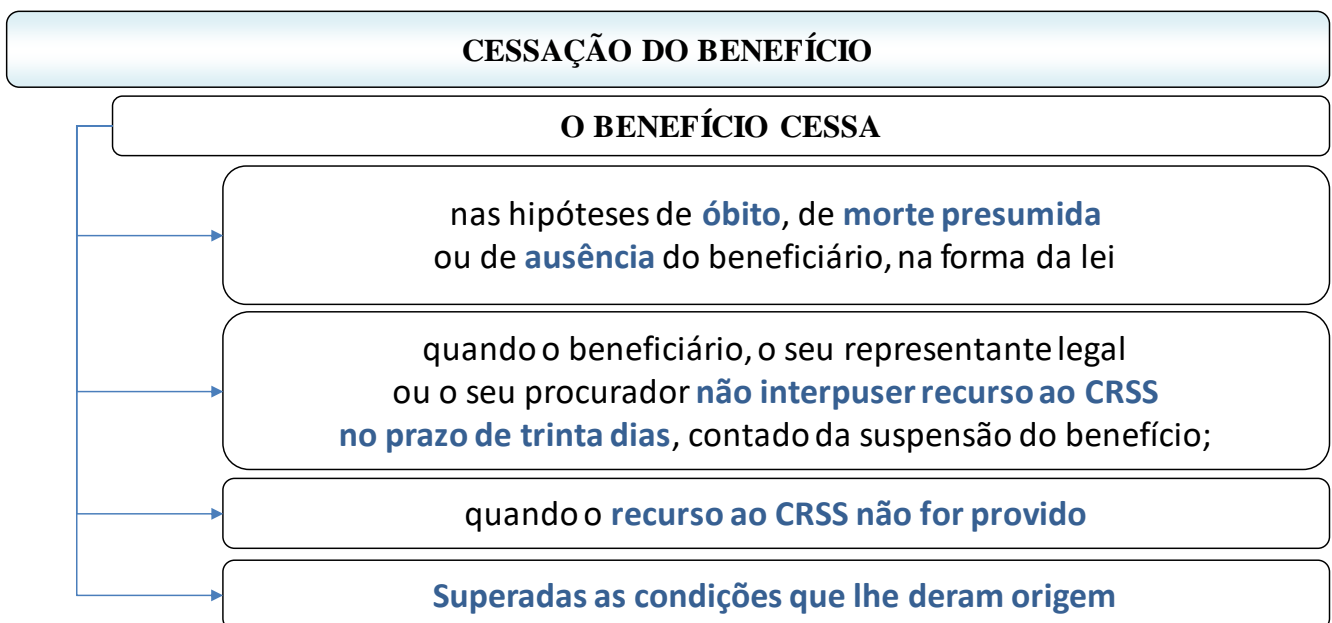 CESSAÇÃO DO BENEFÍCIO
O BENEFÍCIO CESSA
nas hipóteses de óbito, de morte presumida
ou de ausência do beneficiário, na forma da lei
quando o beneficiário, o seu representante legal
ou o seu procurador não interpuser recurso ao CRSS
no prazo de trinta dias, contado da suspensão do benefício;
quando o recurso ao CRSS não for provido
Superadas as condições que lhe deram origem